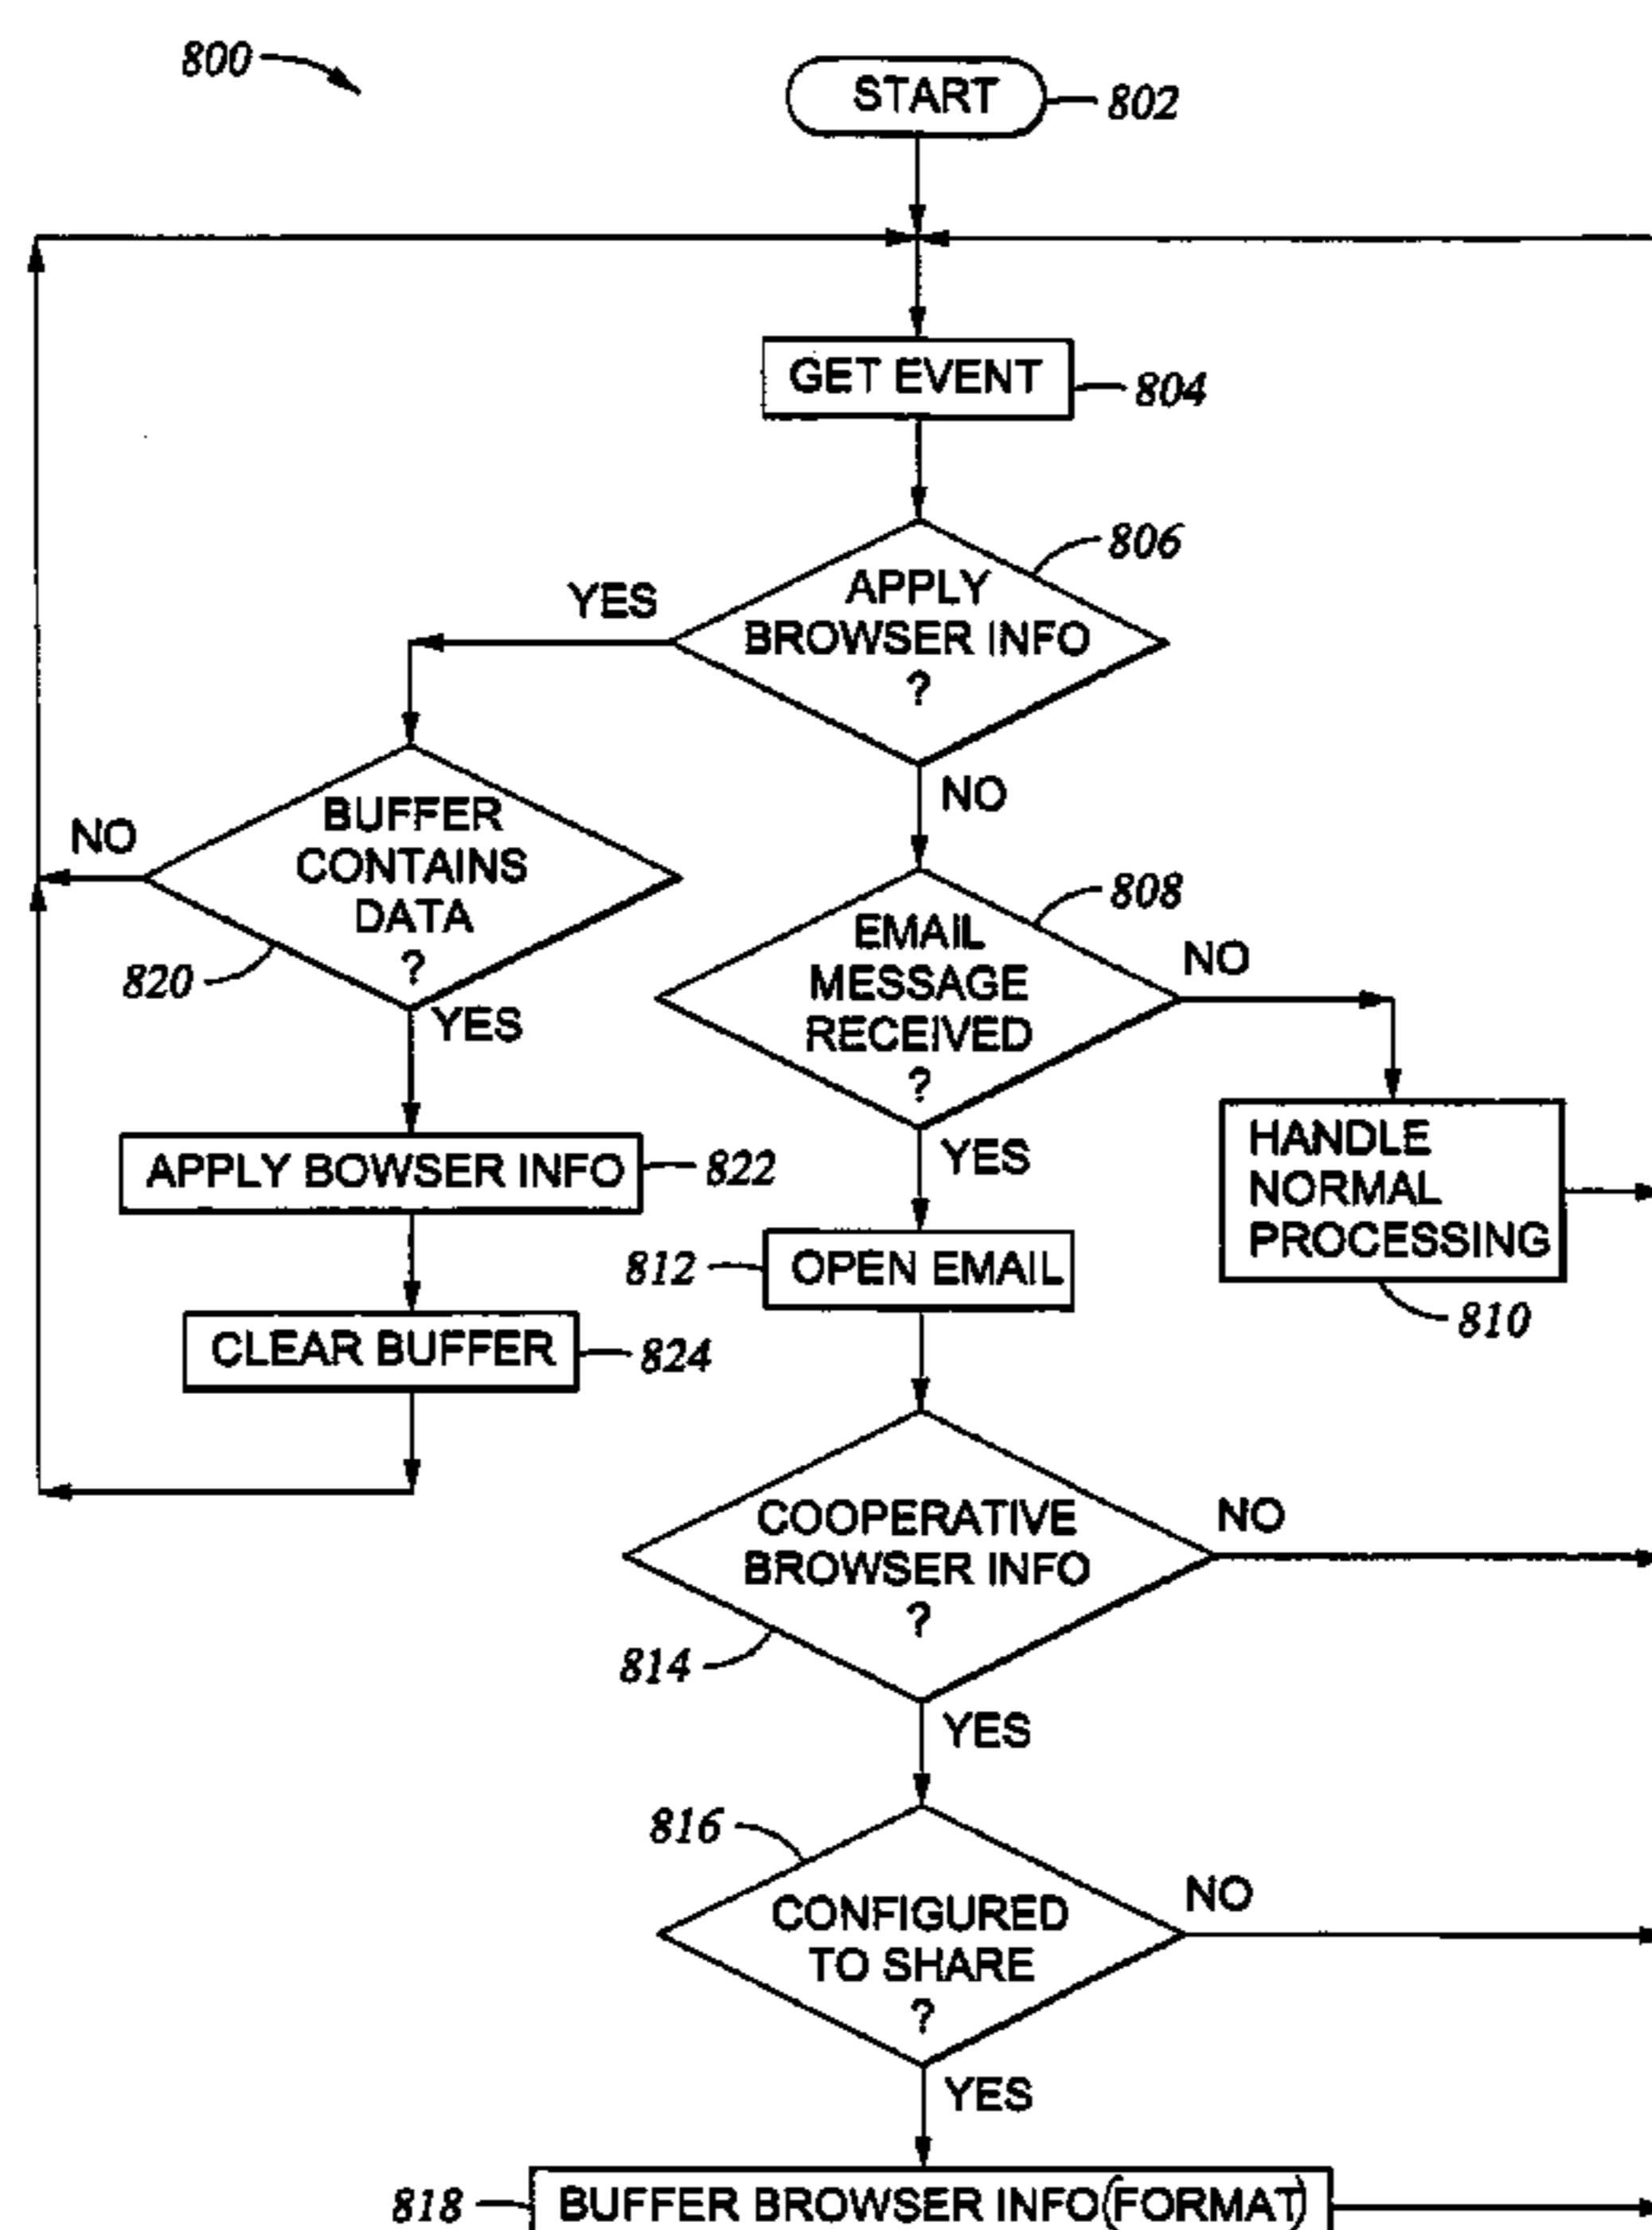 800
START
802
GET EVENT
804
806
APPLY
BROWSER INFO
?
YES
NO
BUFFER
CONTAINS
DATA
?
NO
820
YES
808
EMAIL
MESSAGE
RECEIVED
?
NO
YES
HANDLE
NORMAL
PROCESSING
810
APPLY BOWSER INFO
822
812
OPEN EMAIL
CLEAR BUFFER
824
COOPERATIVE
BROWSER INFO
?
NO
814
YES
816
CONFIGURED
TO SHARE
?
NO
YES
818
BUFFER BROWSER INFO(FORMAT)